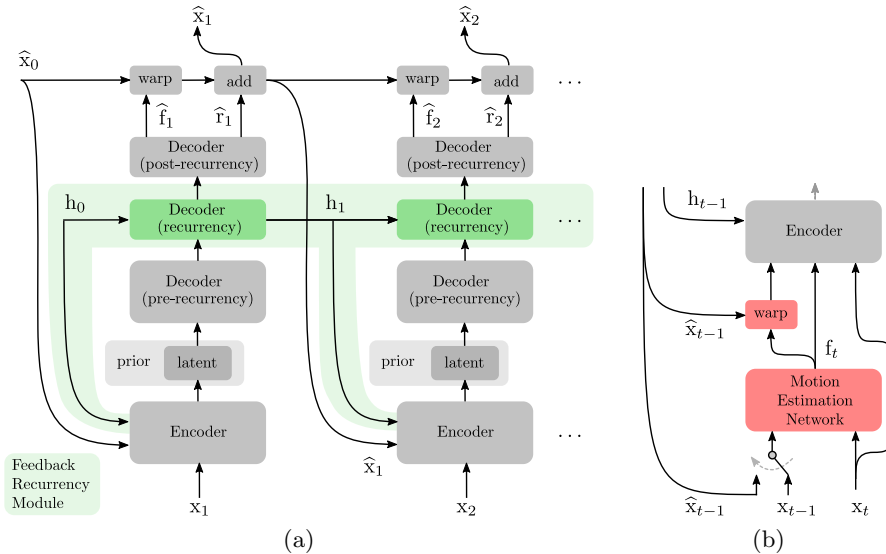 x̂₁
x̂₂
x̂₀
warp
add
warp
add
...
f̂₁
r̂₁
f̂₂
r̂₂
Decoder
(post-recurrency)
Decoder
(post-recurrency)
h₀
Decoder
(recurrency)
h₁
Decoder
(recurrency)
...
Decoder
(pre-recurrency)
Decoder
(pre-recurrency)
prior
latent
prior
latent
Encoder
Encoder
...
x̂₁
Feedback
Recurrency
Module
x₁
x₂
(a)
hₜ₋₁
Encoder
warp
x̂ₜ₋₁
fₜ
Motion
Estimation
Network
x̂ₜ₋₁
xₜ₋₁
xₜ
(b)